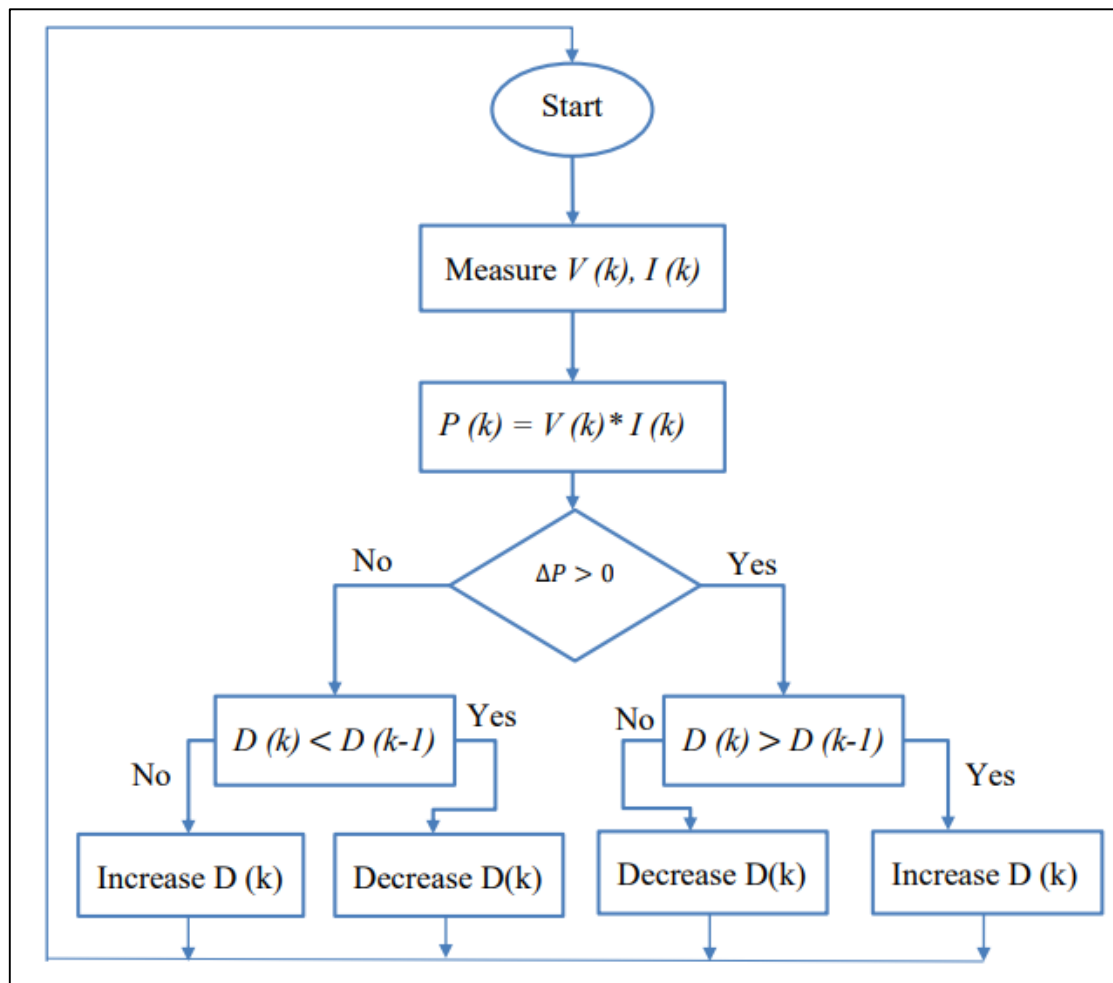 Start
Measure V (k), I (k)
P (k) = V (k)* I (k)
ΔP > 0
No
Yes
D (k) < D (k-1)
Yes
No
D (k) > D (k-1)
No
Yes
Increase D (k)
Decrease D(k)
Decrease D(k)
Increase D (k)